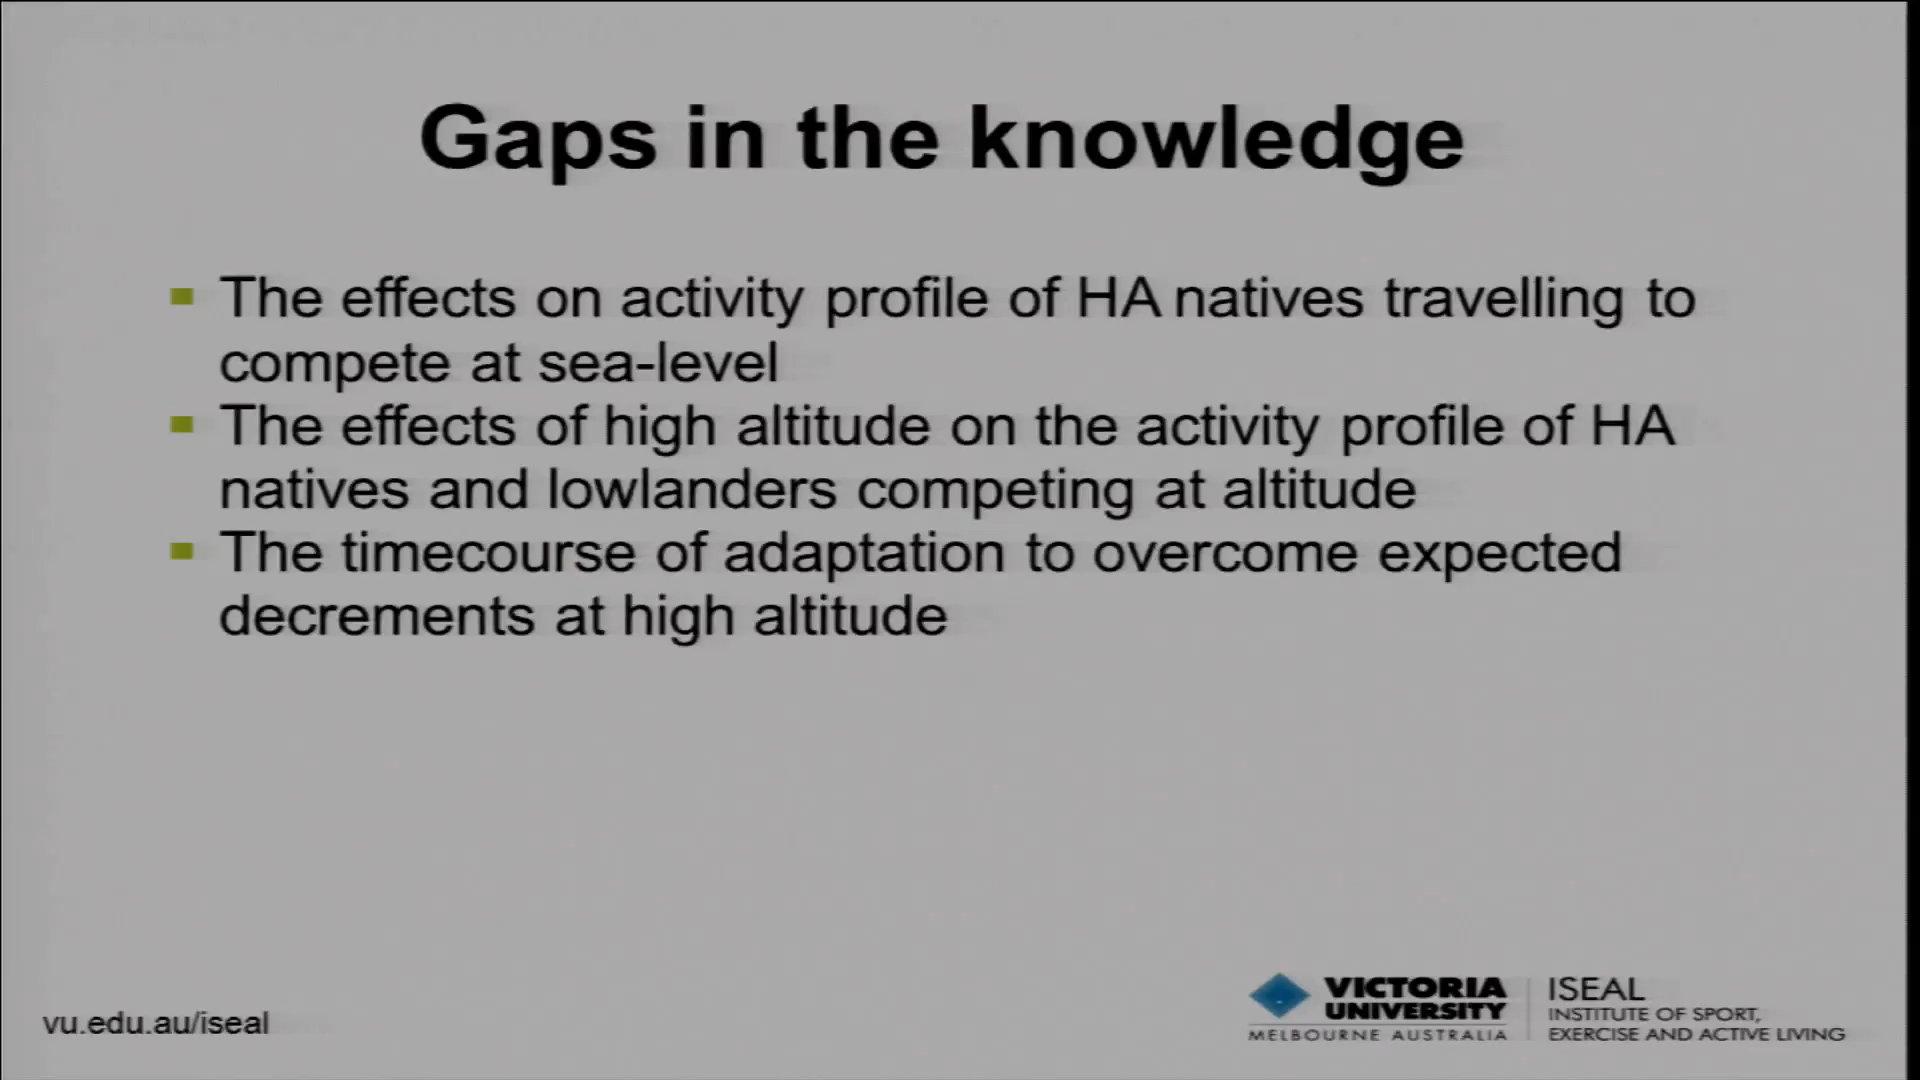 Gaps in the knowledge
The effects on activity profile of HA natives travelling to
compete at sea-level
The effects of high altitude on the activity profile of HA
natives and lowlanders competing at altitude
The timecourse of adaptation to overcome expected
decrements at high altitude
vu.edu.au/iseal
VICTORIA
UNIVERSITY
MELBOURNE AUSTRALIA
ISEAL
INSTITUTE OF SPORT,
EXERCISE AND ACTIVE LIVING